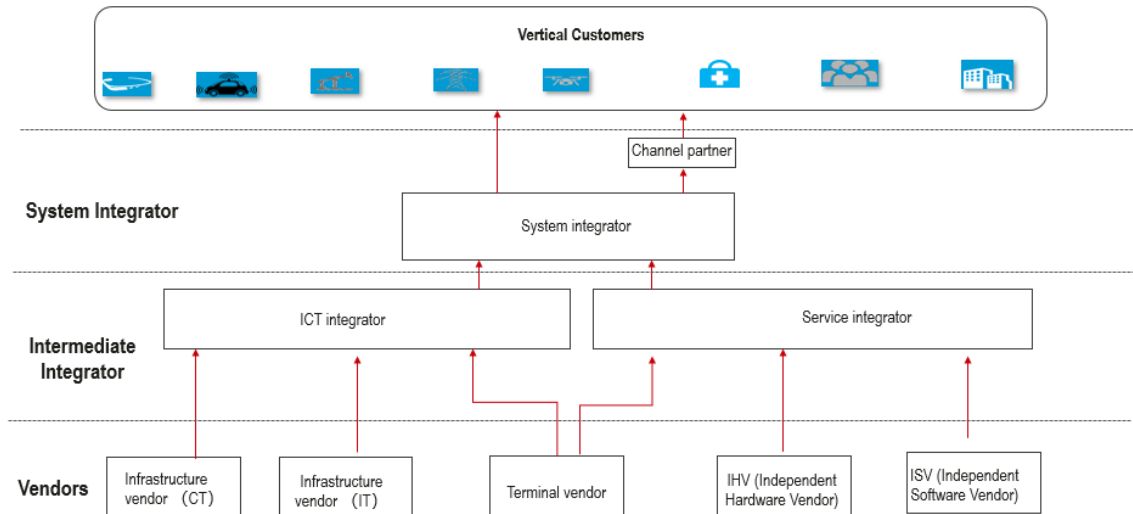 Vertical Customers
Channel partner
System Integrator
System integrator
ICT integrator
Service integrator
Intermediate
Integrator
Vendors
Infrastructure
vendor （CT）
Infrastructure
vendor （IT）
Terminal vendor
IHV (Independent
Hardware Vendor)
ISV (Independent
Software Vendor)